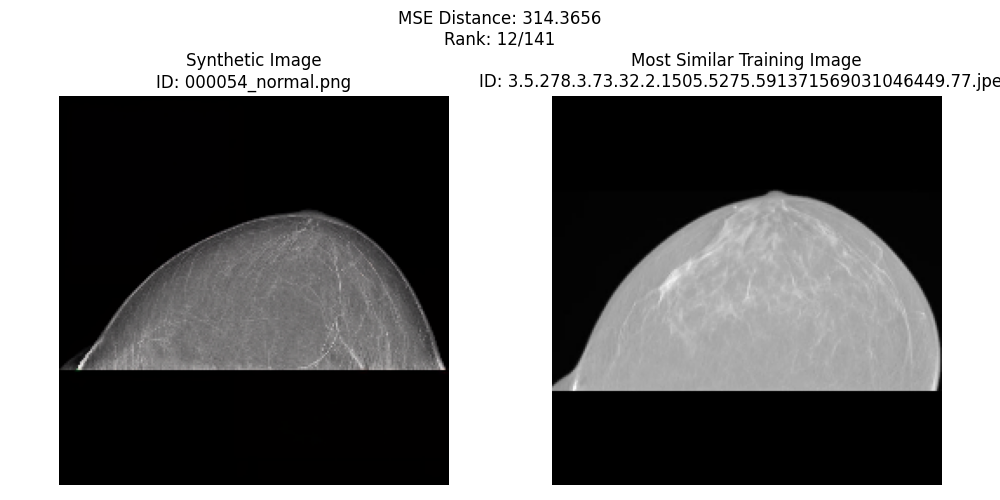 MSE Distance: 314.3656
Rank: 12/141
Synthetic Image
ID: 000054_normal.png
Most Similar Training Image
ID: 3.5.278.3.73.32.2.1505.5275.591371569031046449.77.jpe